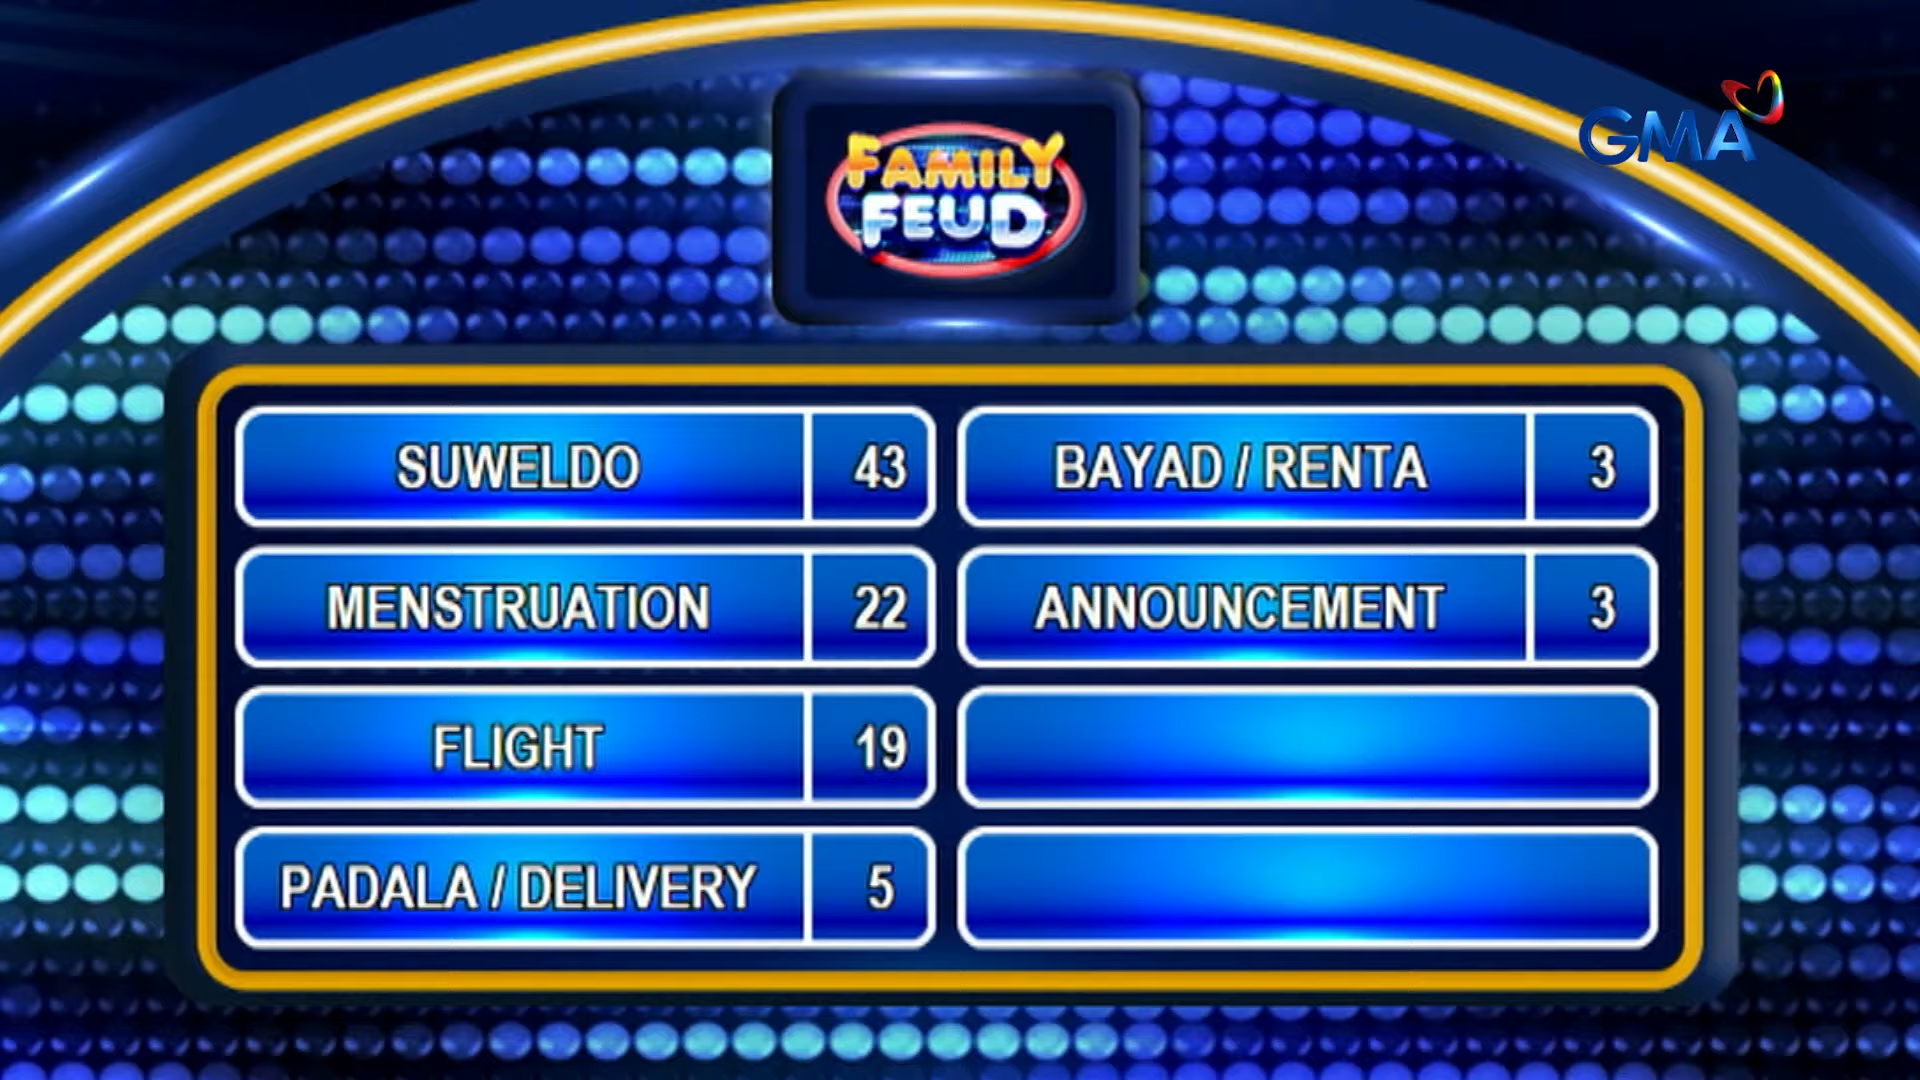 GMA
FAMILY
FEUD
SUWELDO 43
MENSTRUATION 22
FLIGHT 19
PADALA / DELIVERY 5
BAYAD / RENTA 3
ANNOUNCEMENT 3